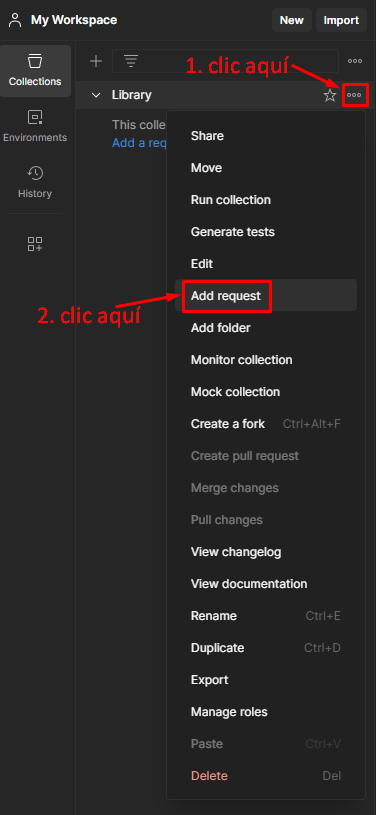 My Workspace New Import
1. clic aquí
Collections
Library
This colle
Add a req
Environments
History
Share
Move
Run collection
Generate tests
Edit
Add request
2. clic aquí
Add folder
Monitor collection
Mock collection
Create a fork Ctrl+Alt+F
Create pull request
Merge changes
Pull changes
View changelog
View documentation
Rename Ctrl+E
Duplicate Ctrl+D
Export
Manage roles
Paste Ctrl+V
Delete Del